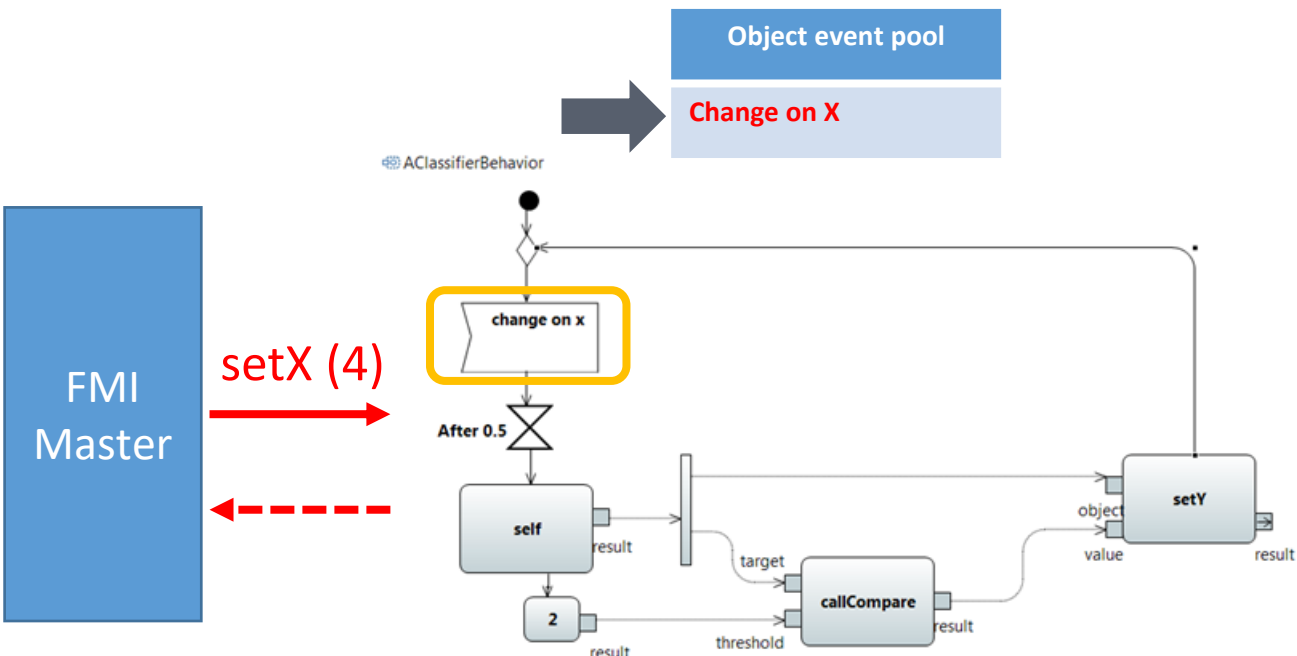 Object event pool
Change on X
AClassifierBehavior
change on x
setX (4)
FMI
Master
After 0.5
self
result
2
result
target
threshold
callCompare
result
object
value
setY
result